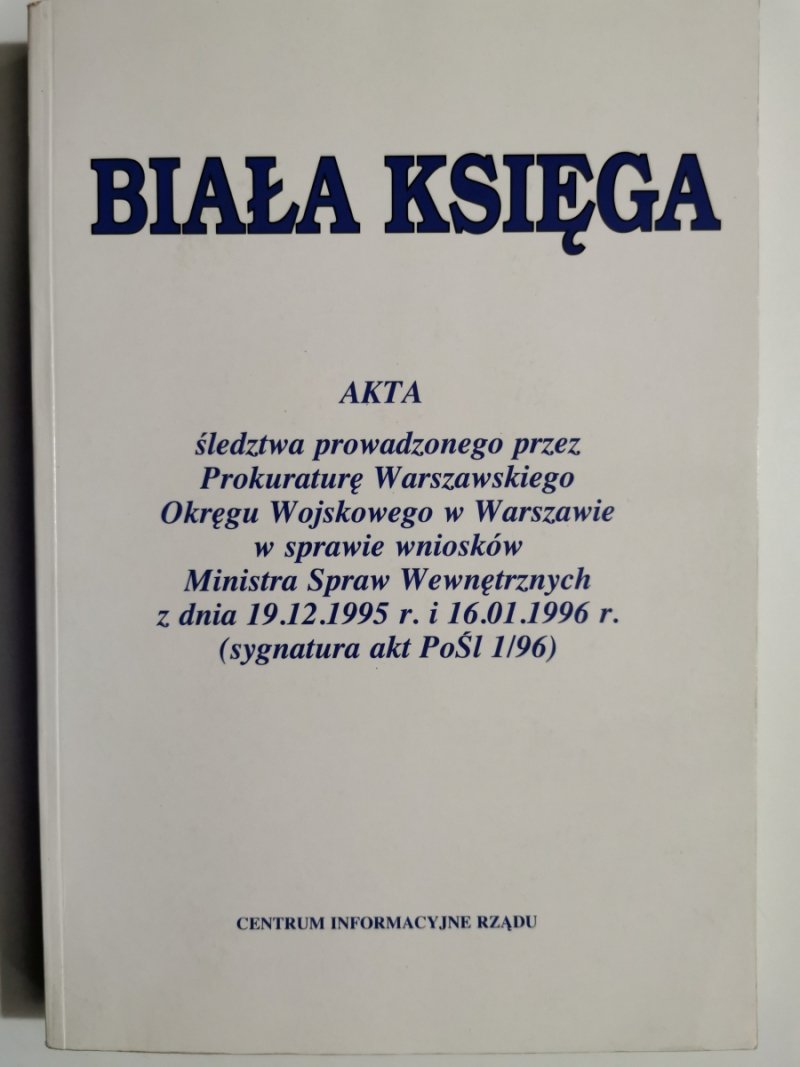 BIAŁA KSIĘGA
AKTA
śledztwa prowadzonego przez
Prokuraturę Warszawskiego
Okręgu Wojskowego w Warszawie
w sprawie wniosków
Ministra Spraw Wewnętrznych
z dnia 19.12.1995 r. i 16.01.1996 r.
(sygnatura akt PoŚl 1/96)
CENTRUM INFORMACYJNE RZĄDU